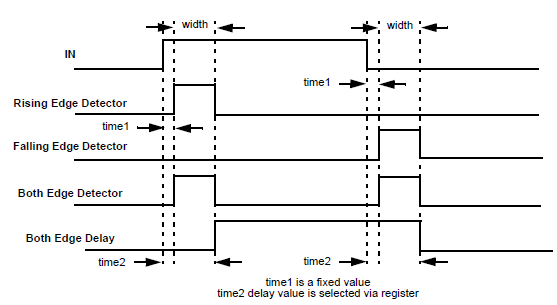 width
width
IN
time1
Rising Edge Detector
time1
Falling Edge Detector
Both Edge Detector
Both Edge Delay
time2
time2
time1 is a fixed value
time2 delay value is selected via register